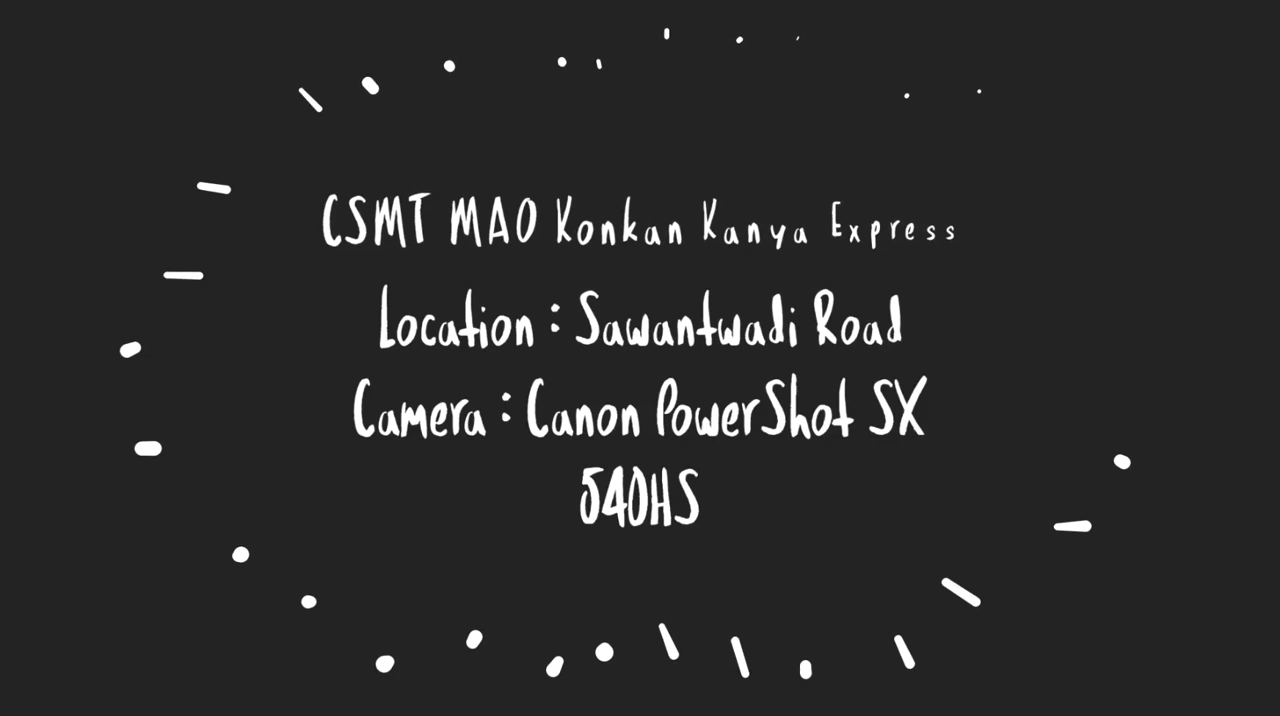 CSMT MAO Konkan Kanya Express
Location : Sawantwadi Road
Camera : Canon PowerShot SX
540HS